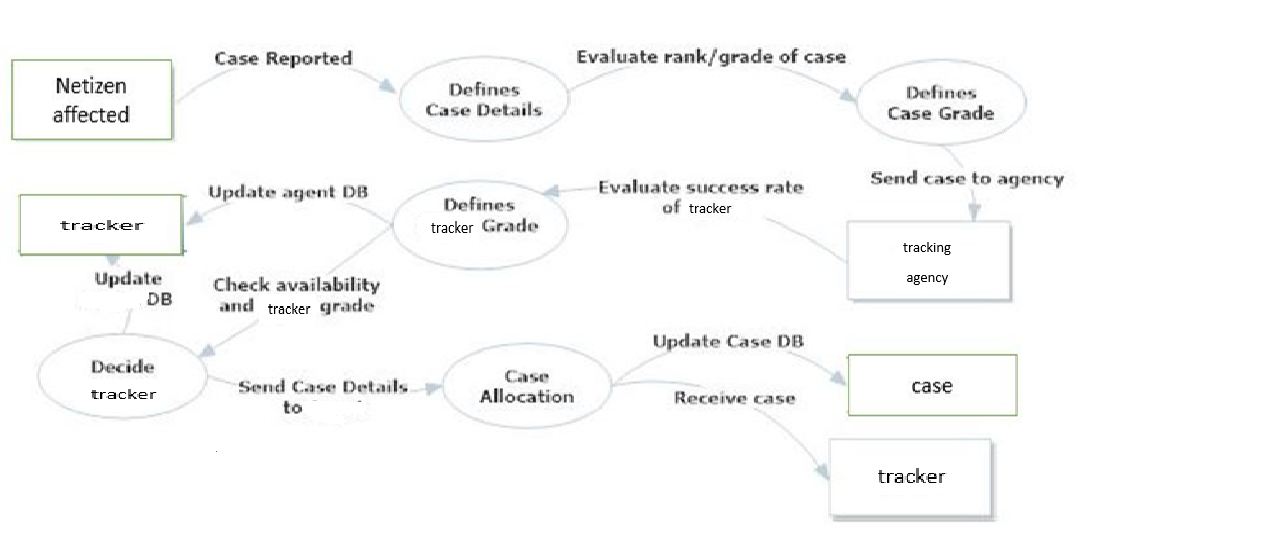 Case Reported
Evaluate rank/grade of case
Netizen
affected
Defines
Case Details
Defines
Case Grade
Send case to agency
Update agent DB
Evaluate success rate
of tracker
tracker
Defines
tracker Grade
tracking
agency
Update
DB
Check availability
and tracker grade
Decide
tracker
Send Case Details
to
Case
Allocation
Update Case DB
Receive case
case
tracker